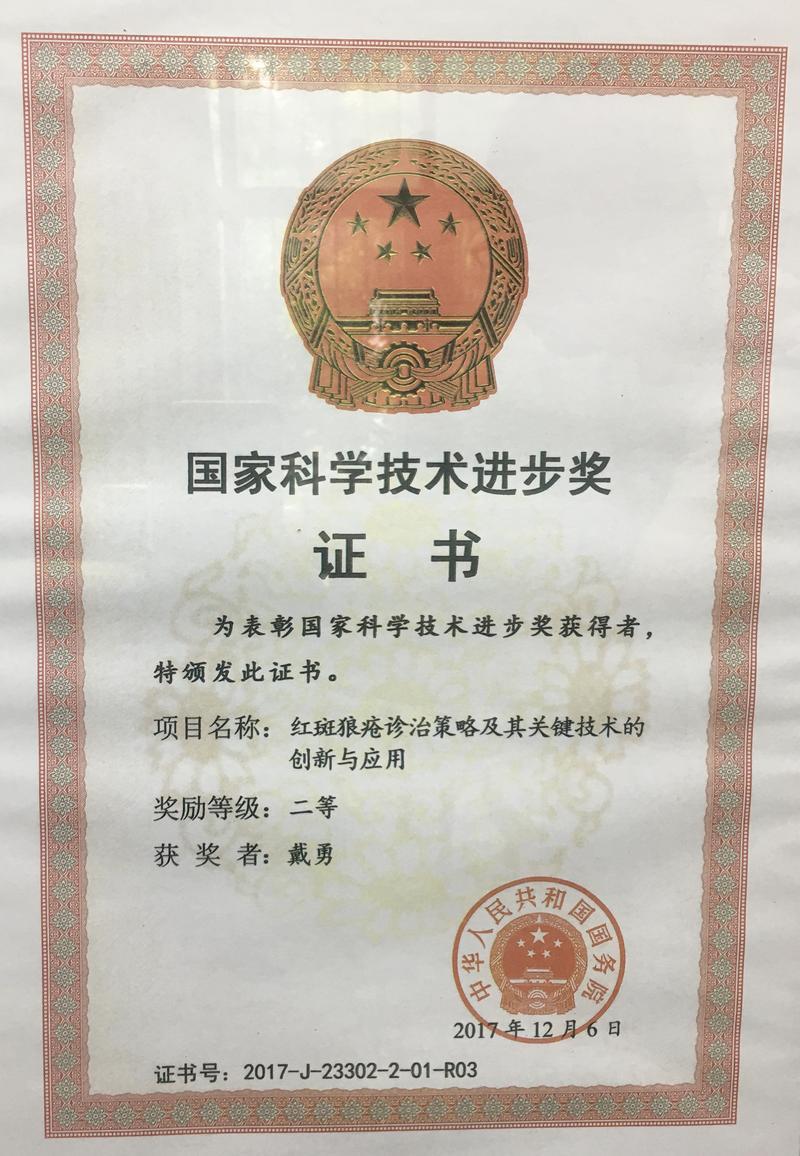 国家科学技术进步奖
证 书
为表彰国家科学技术进步奖获得者，
特颁发此证书。
项目名称：红斑狼疮诊治策略及其关键技术的
创新与应用
奖励等级：二等
获 奖 者：戴勇
中华人民共和国国务院
2017年12月6日
证书号：2017-J-23302-2-01-R03